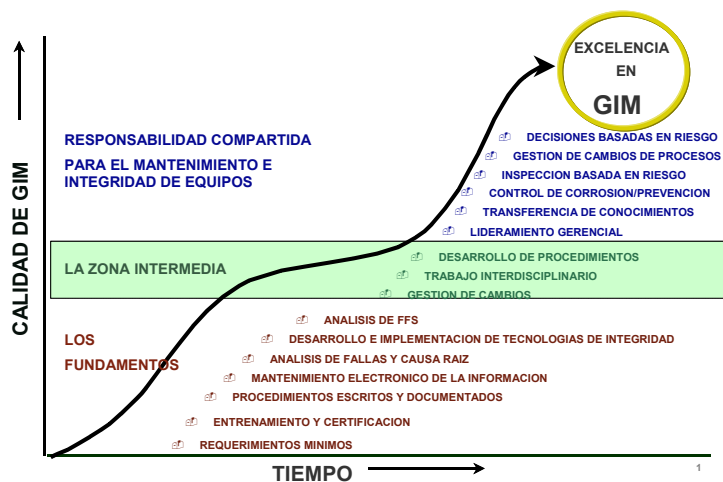 EXCELENCIA
EN
GIM
CALIDAD DE GIM
RESPONSABILIDAD COMPARTIDA
PARA EL MANTENIMIENTO E
INTEGRIDAD DE EQUIPOS
DECISIONES BASADAS EN RIESGO
GESTION DE CAMBIOS DE PROCESOS
INSPECCION BASADA EN RIESGO
CONTROL DE CORROSION/PREVENCION
TRANSFERENCIA DE CONOCIMIENTOS
LIDERAMIENTO GERENCIAL
LA ZONA INTERMEDIA
DESARROLLO DE PROCEDIMIENTOS
TRABAJO INTERDISCIPLINARIO
GESTION DE CAMBIOS
LOS
FUNDAMENTOS
ANALISIS DE FFS
DESARROLLO E IMPLEMENTACION DE TECNOLOGIAS DE INTEGRIDAD
ANALISIS DE FALLAS Y CAUSA RAIZ
MANTENIMIENTO ELECTRONICO DE LA INFORMACION
PROCEDIMIENTOS ESCRITOS Y DOCUMENTADOS
ENTRENAMIENTO Y CERTIFICACION
REQUERIMIENTOS MINIMOS
TIEMPO
1